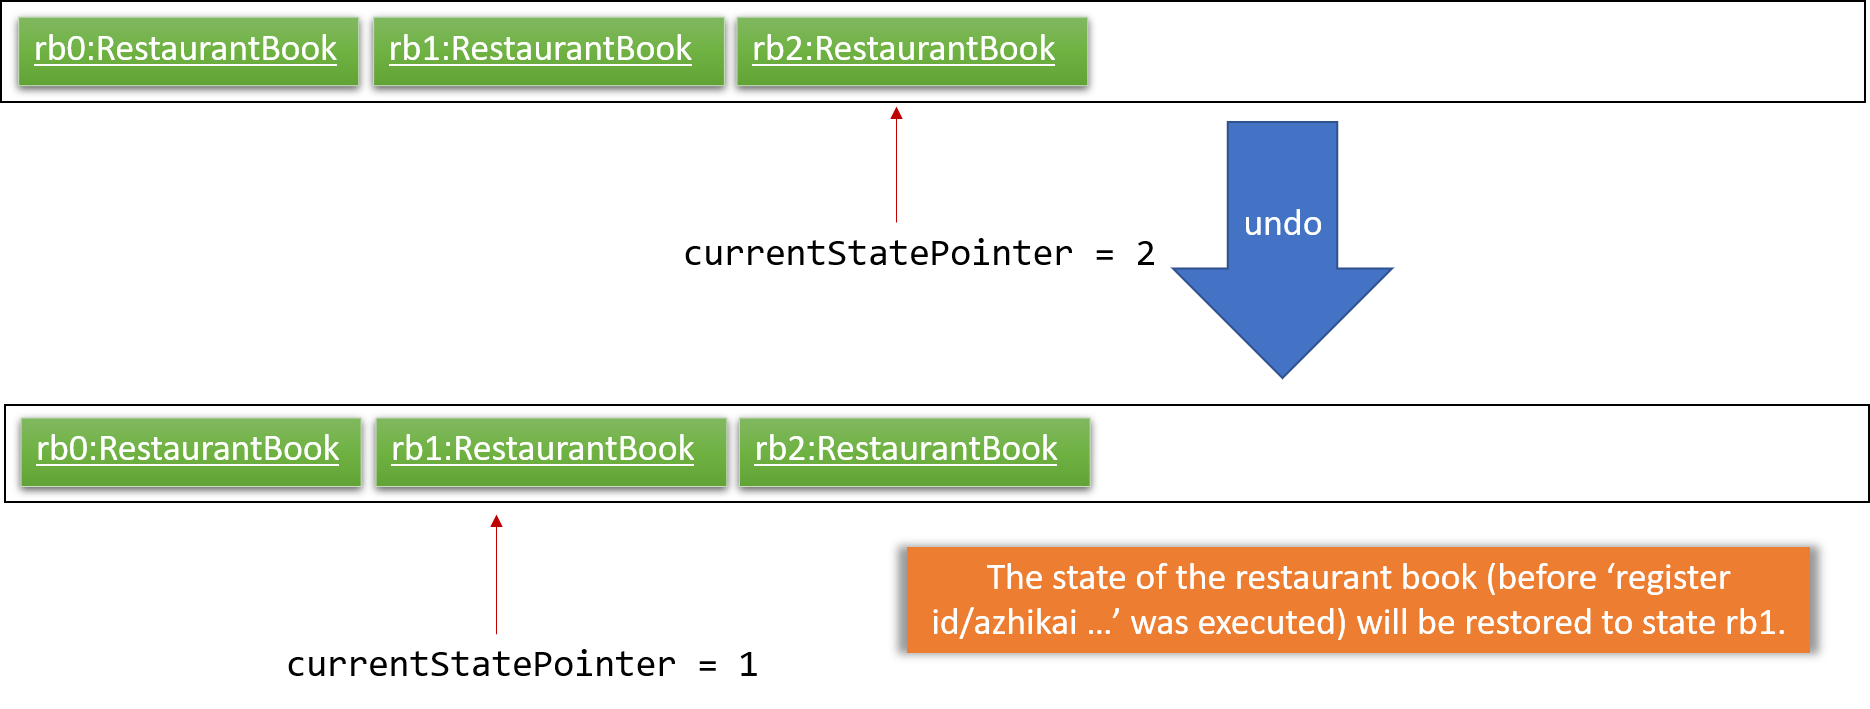 rb0:RestaurantBook rb1:RestaurantBook rb2:RestaurantBook
undo
currentStatePointer = 2
rb0:RestaurantBook rb1:RestaurantBook rb2:RestaurantBook
The state of the restaurant book (before ‘register
id/azhikai …’ was executed) will be restored to state rb1.
currentStatePointer = 1